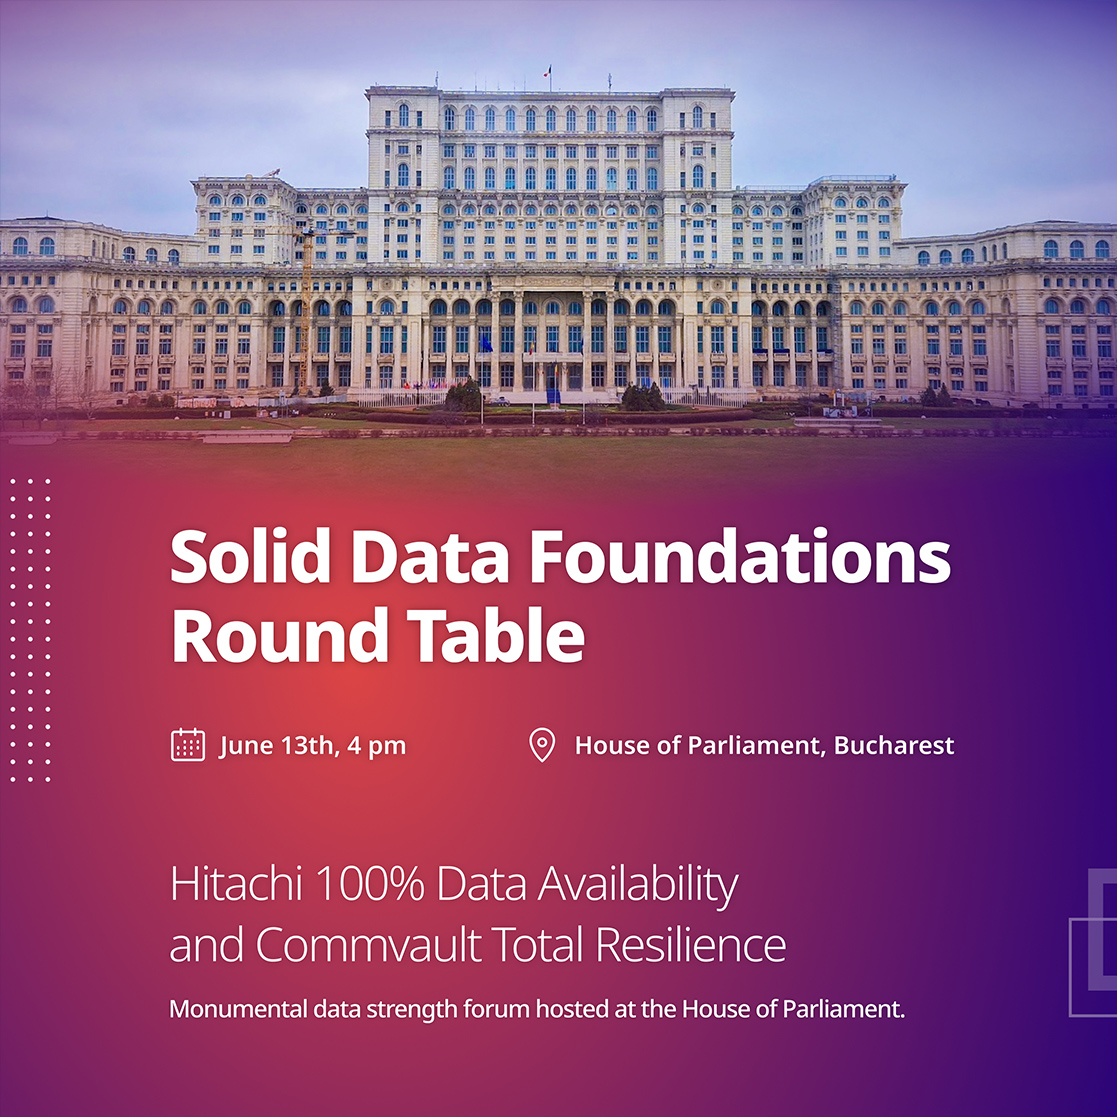 Solid Data Foundations
Round Table
June 13th, 4 pm
House of Parliament, Bucharest
Hitachi 100% Data Availability
and Commvault Total Resilience
Monumental data strength forum hosted at the House of Parliament.